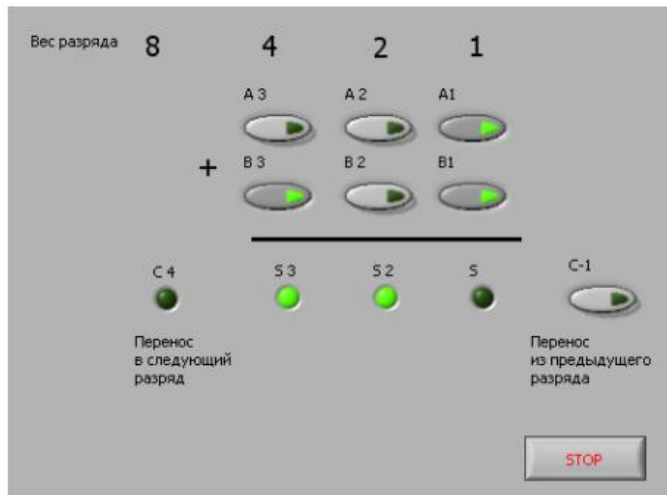 Вес разряда 8 4 2 1
A 3 A 2 A1
+ B 3 B 2 B1
C 4 S 3 S 2 S C-1
Перенос
в следующий
разряд
Перенос
из предыдущего
разряда
STOP